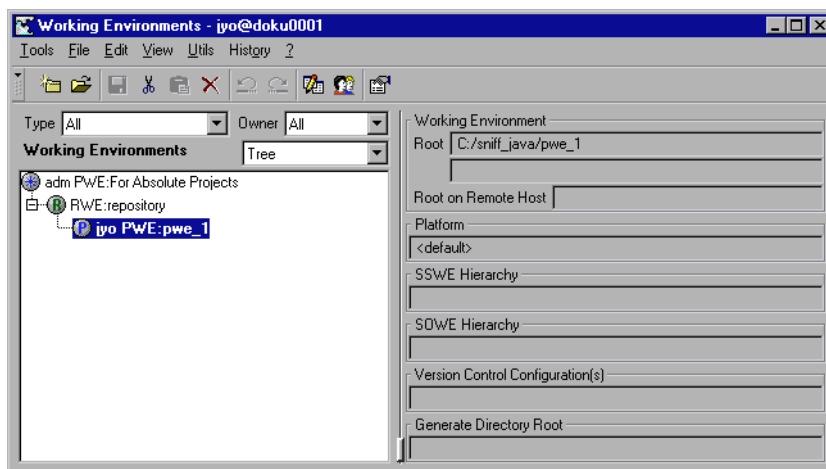 Working Environments - jyo@doku0001
Tools File Edit View Utils History ?
Type All Owner All
Working Environments Tree
adm PWE:For Absolute Projects
RWE:repository
jyo PWE:pwe_1
Working Environment
Root C:/sniff_java/pwe_1
Root on Remote Host
Platform
<default>
SSWE Hierarchy
SOWE Hierarchy
Version Control Configuration(s)
Generate Directory Root